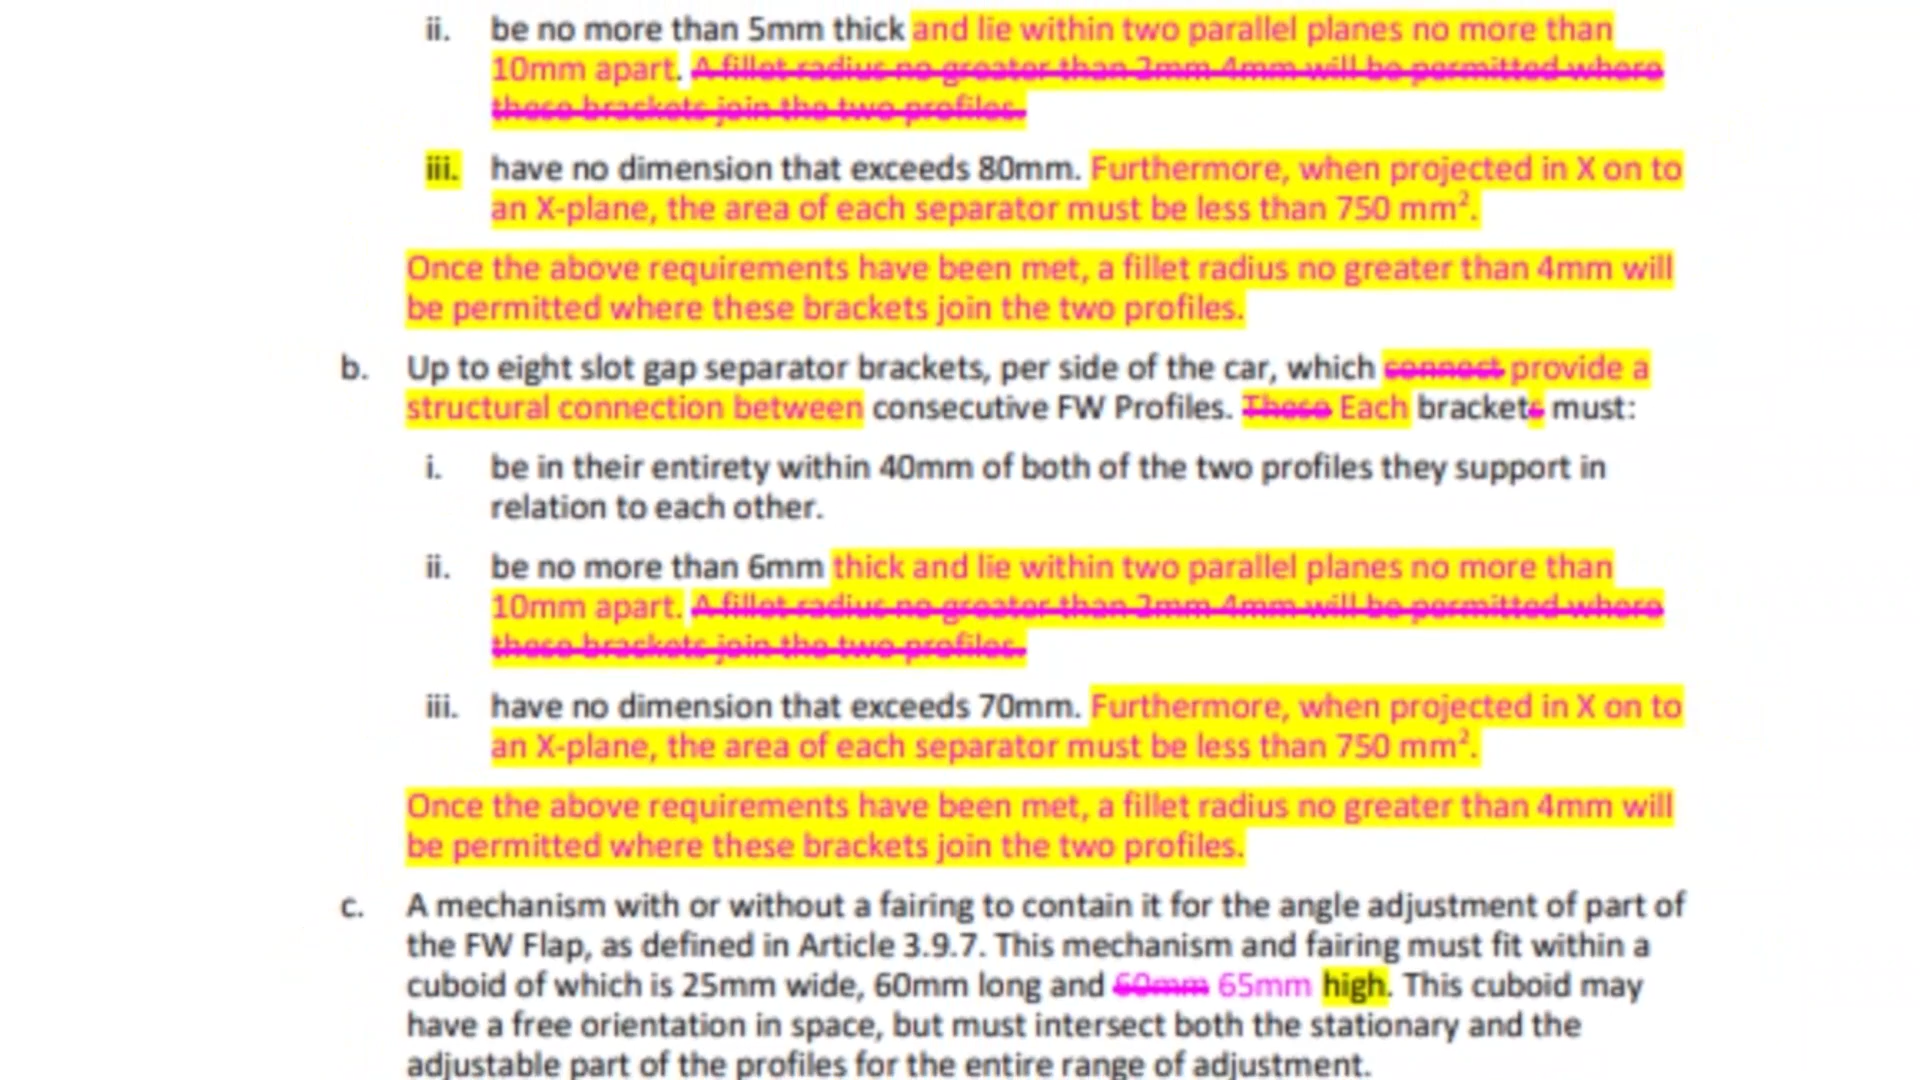 ii. be no more than 5mm thick and lie within two parallel planes no more than
10mm apart. A fillet radius no greater than 2mm 4mm will be permitted where
these brackets join the two profiles.
iii. have no dimension that exceeds 80mm. Furthermore, when projected in X on to
an X-plane, the area of each separator must be less than 750 mm².
Once the above requirements have been met, a fillet radius no greater than 4mm will
be permitted where these brackets join the two profiles.
b. Up to eight slot gap separator brackets, per side of the car, which connect provide a
structural connection between consecutive FW Profiles. These Each brackets must:
i. be in their entirety within 40mm of both of the two profiles they support in
relation to each other.
ii. be no more than 6mm thick and lie within two parallel planes no more than
10mm apart. A fillet radius no greater than 2mm 4mm will be permitted where
these brackets join the two profiles.
iii. have no dimension that exceeds 70mm. Furthermore, when projected in X on to
an X-plane, the area of each separator must be less than 750 mm².
Once the above requirements have been met, a fillet radius no greater than 4mm will
be permitted where these brackets join the two profiles.
c. A mechanism with or without a fairing to contain it for the angle adjustment of part of
the FW Flap, as defined in Article 3.9.7. This mechanism and fairing must fit within a
cuboid of which is 25mm wide, 60mm long and 60mm 65mm high. This cuboid may
have a free orientation in space, but must intersect both the stationary and the
adjustable part of the profiles for the entire range of adjustment.